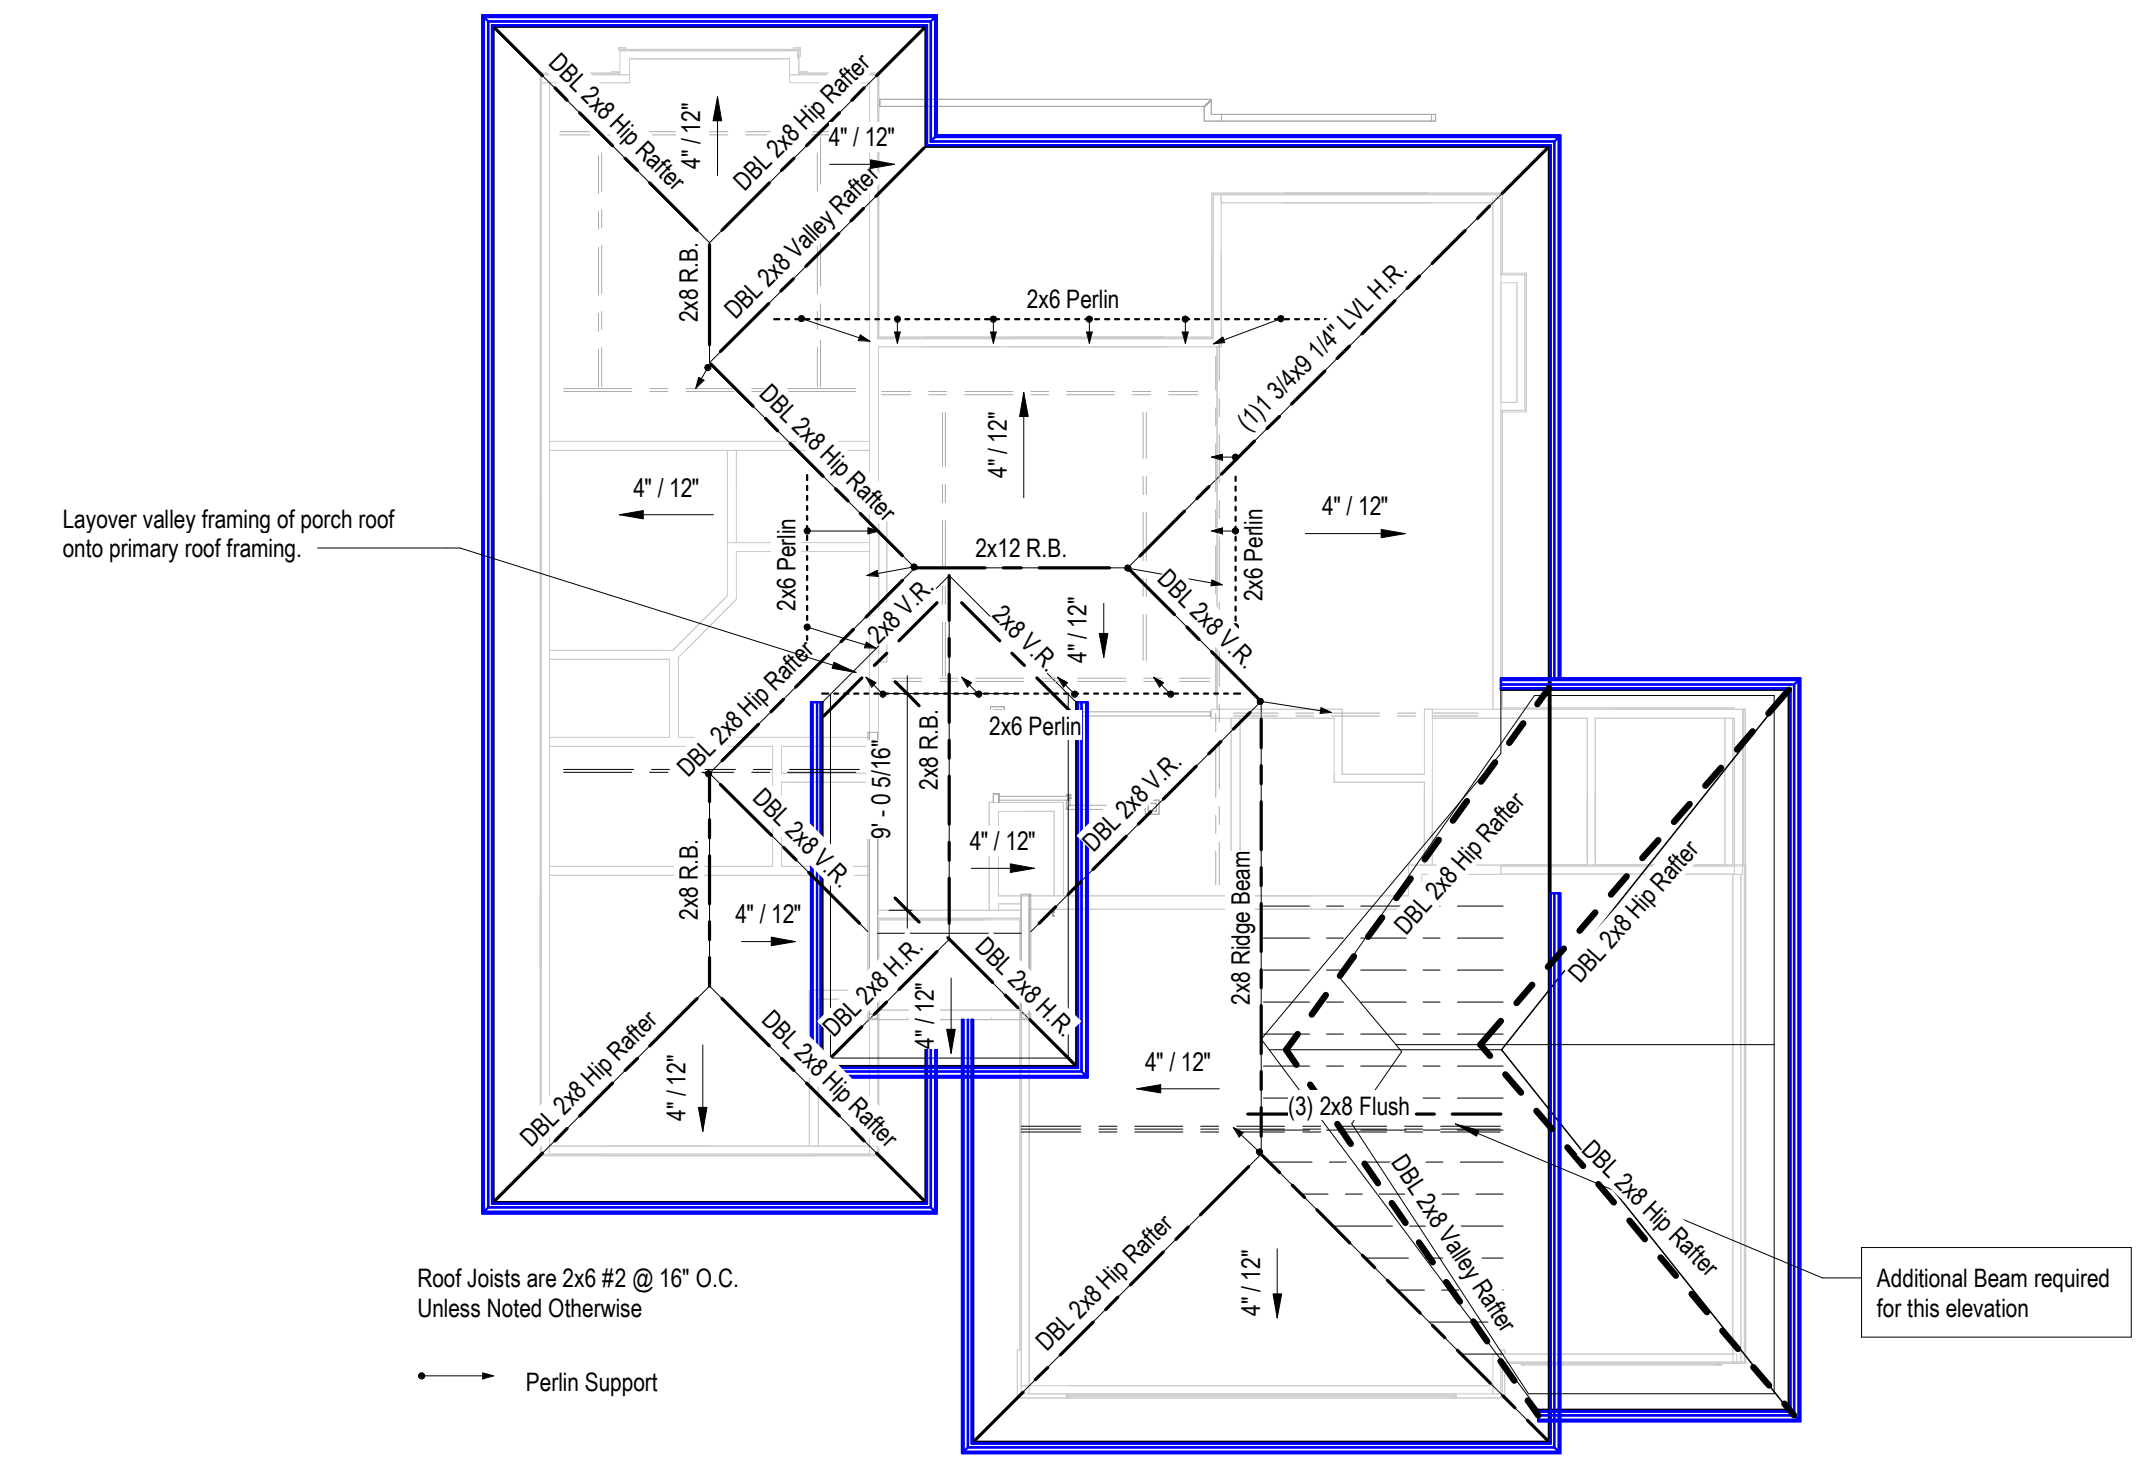 DBL 2x8 Hip Rafter
DBL 2x8 Hip Rafter
4" / 12"
4" / 12"
DBL 2x8 Valley Rafter
2x8 R.B.
2x6 Perlin
(1)1 3/4x9 1/4" LVL H.R.
DBL 2x8 Hip Rafter
4" / 12"
4" / 12"
4" / 12"
Layover valley framing of porch roof
onto primary roof framing.
2x6 Perlin
2x12 R.B.
2x6 Perlin
2x8 V.R.
2x8 V.R.
4" / 12"
DBL 2x8 V.R.
DBL 2x8 Hip Rafter
2x6 Perlin
2x8 R.B.
9' - 0 5/16"
DBL 2x8 V.R.
DBL 2x8 V.R.
4" / 12"
2x8 R.B.
4" / 12"
DBL 2x8 Hip Rafter
DBL 2x8 Hip Rafter
2x8 Ridge Beam
DBL 2x8 H.R.
DBL 2x8 H.R.
4" / 12"
DBL 2x8 Hip Rafter
4" / 12"
DBL 2x8 Hip Rafter
4" / 12"
(3) 2x8 Flush
DBL 2x8 Valley Rafter
DBL 2x8 Hip Rafter
DBL 2x8 Hip Rafter
4" / 12"
Additional Beam required
for this elevation
Roof Joists are 2x6 #2 @ 16" O.C.
Unless Noted Otherwise
Perlin Support